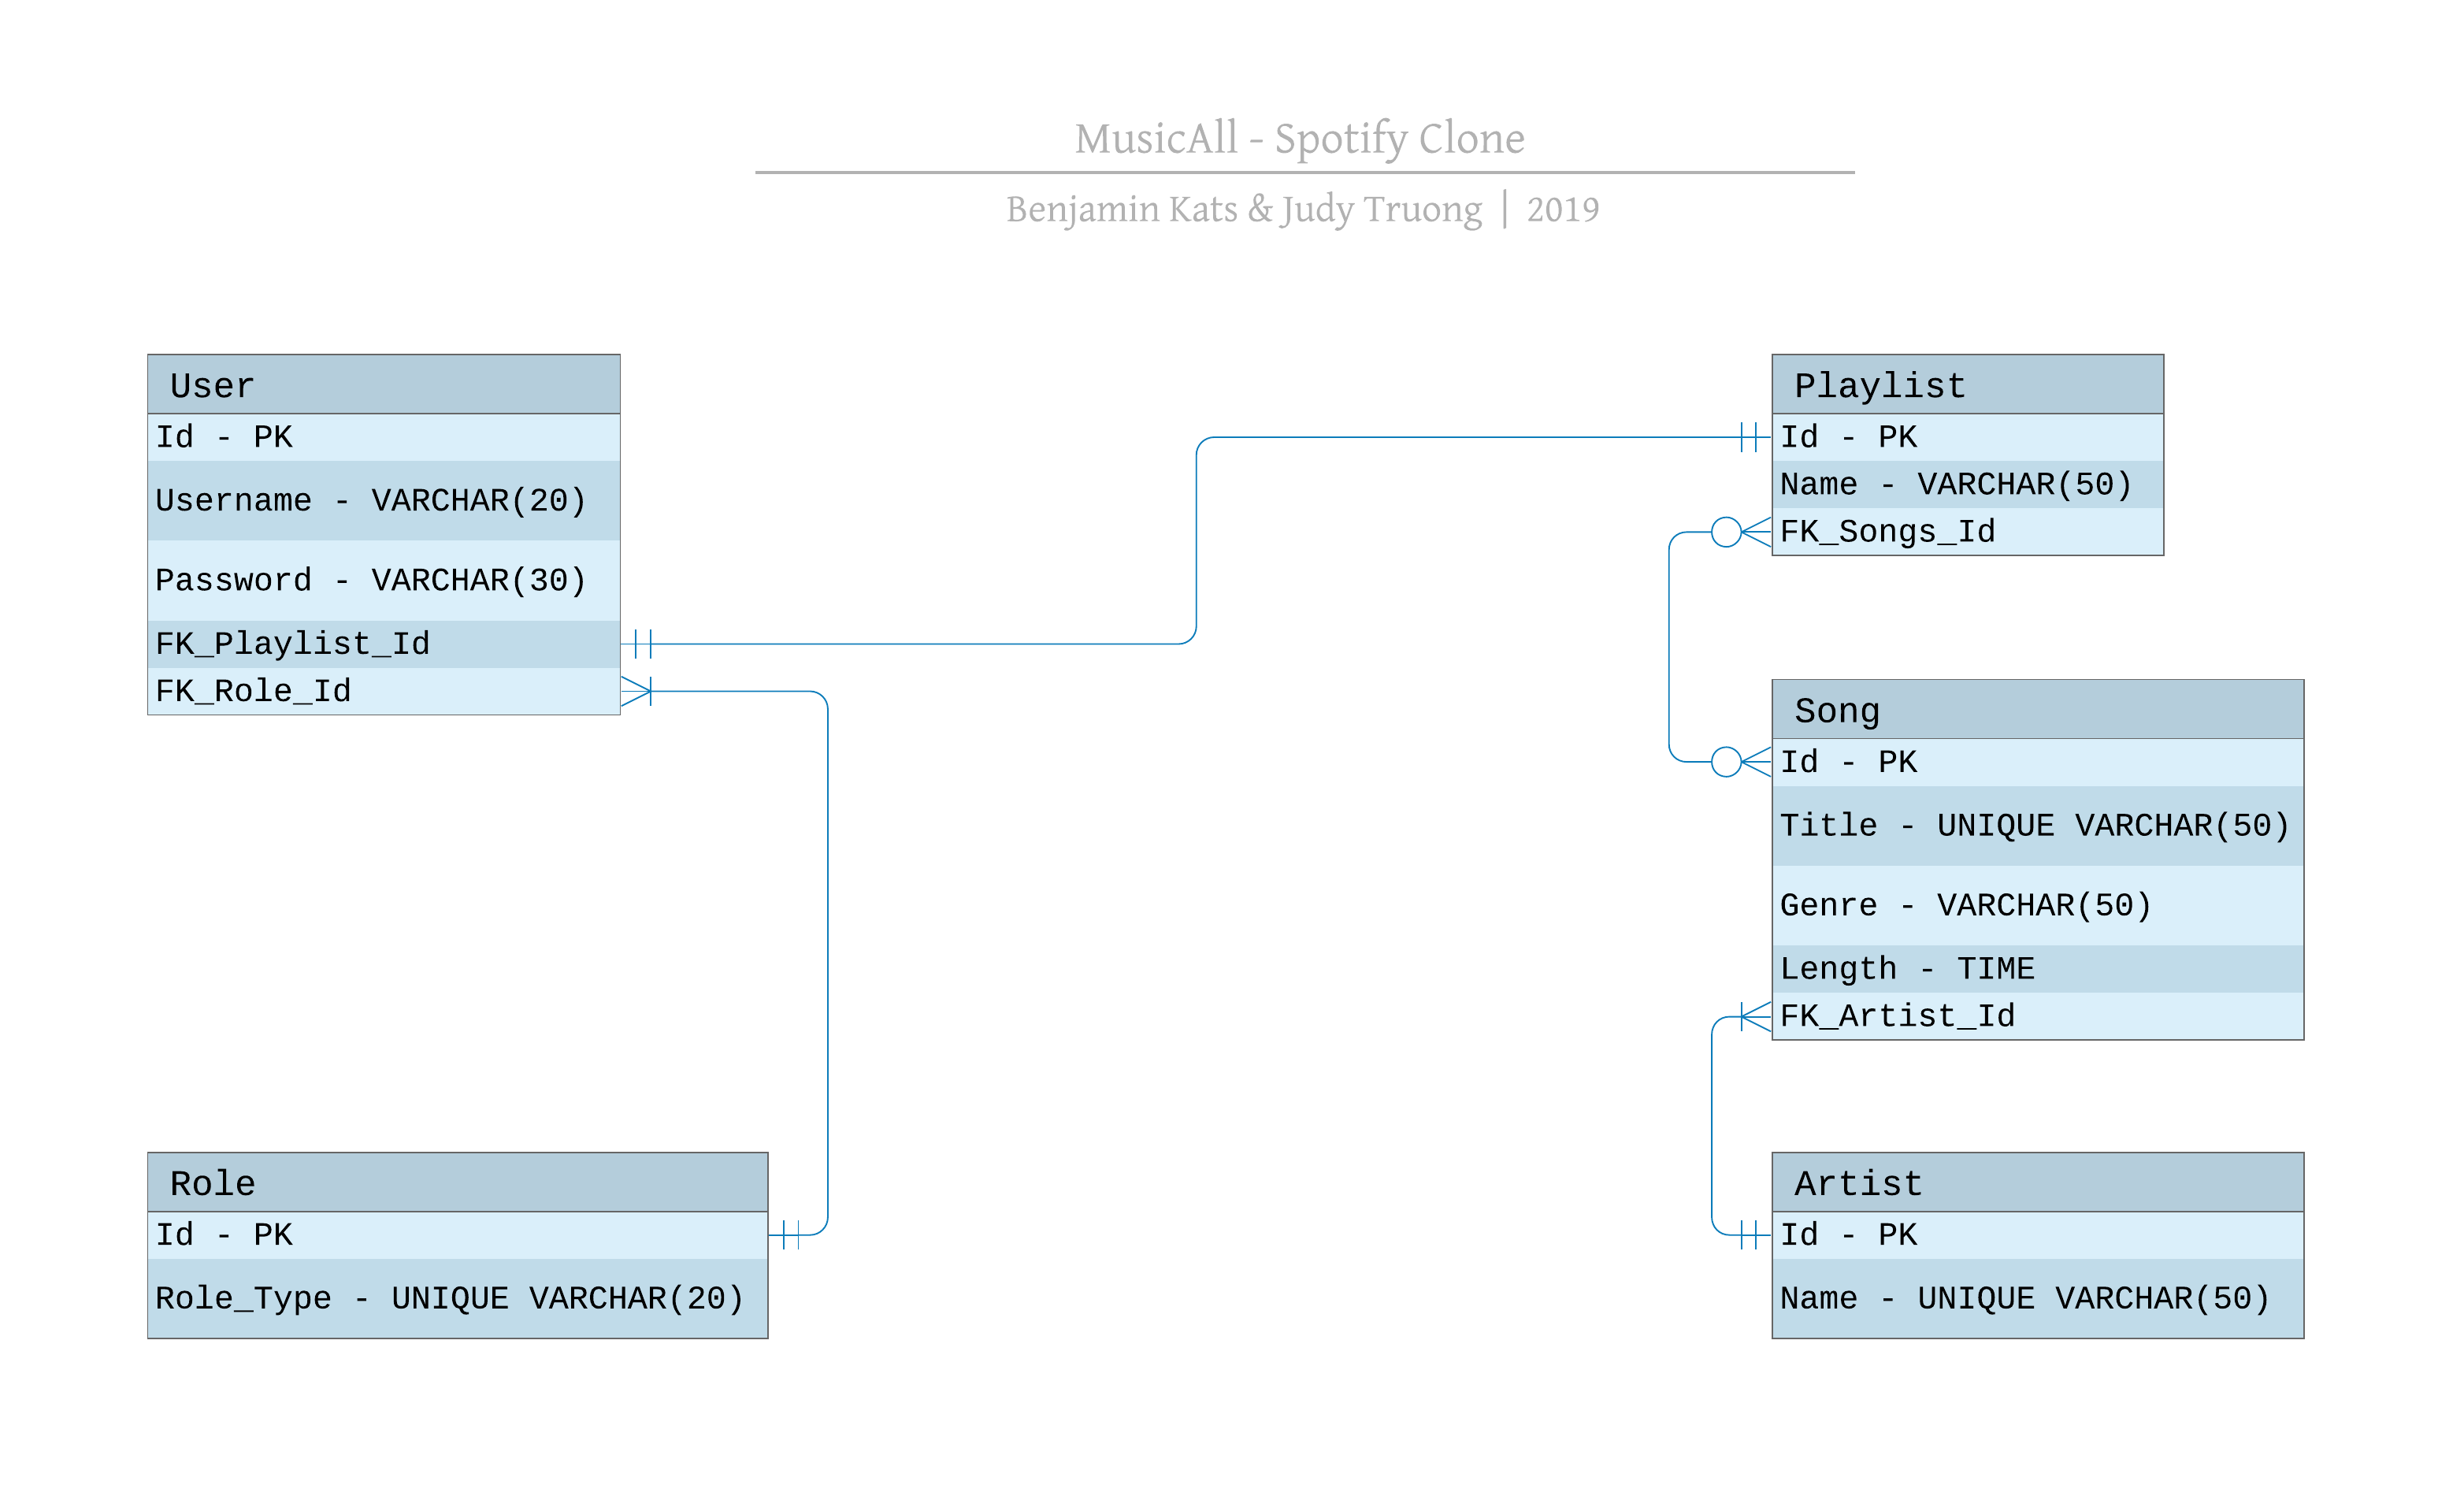 MusicAll - Spotify Clone
Benjamin Kats & Judy Truong | 2019
User
Id - PK
Username - VARCHAR(20)
Password - VARCHAR(30)
FK_Playlist_Id
FK_Role_Id
Playlist
Id - PK
Name - VARCHAR(50)
FK_Songs_Id
Song
Id - PK
Title - UNIQUE VARCHAR(50)
Genre - VARCHAR(50)
Length - TIME
FK_Artist_Id
Role
Id - PK
Role_Type - UNIQUE VARCHAR(20)
Artist
Id - PK
Name - UNIQUE VARCHAR(50)